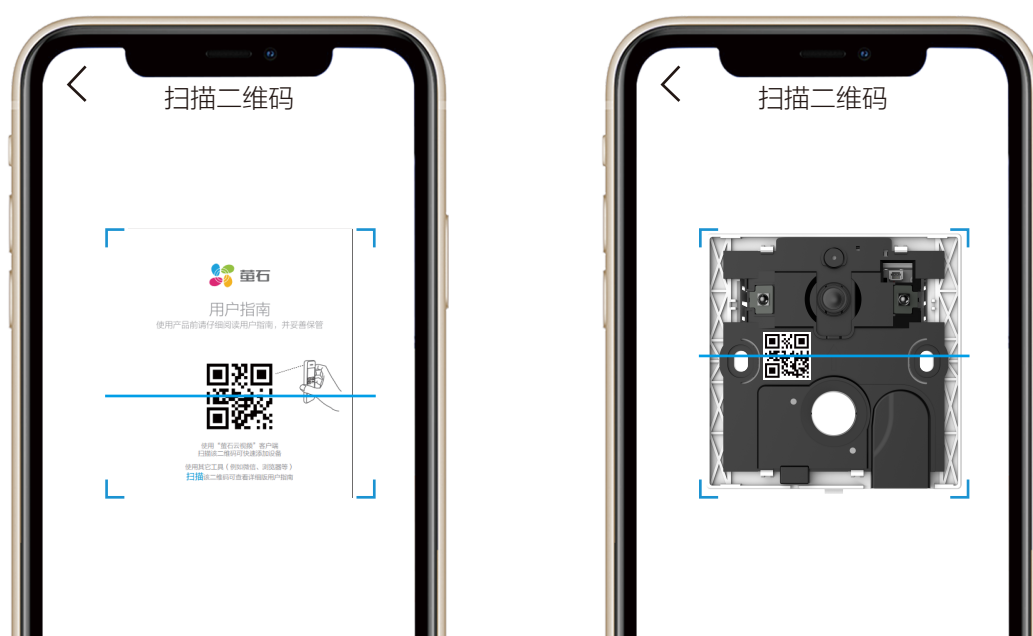 扫描二维码
萤石
用户指南
使用产品前请仔细阅读用户指南，并妥善保管
使用“萤石云视频”客户端
扫描该二维码可快速添加设备
使用其它工具（例如微信、浏览器等）
扫描该二维码可查看详细版用户指南
扫描二维码